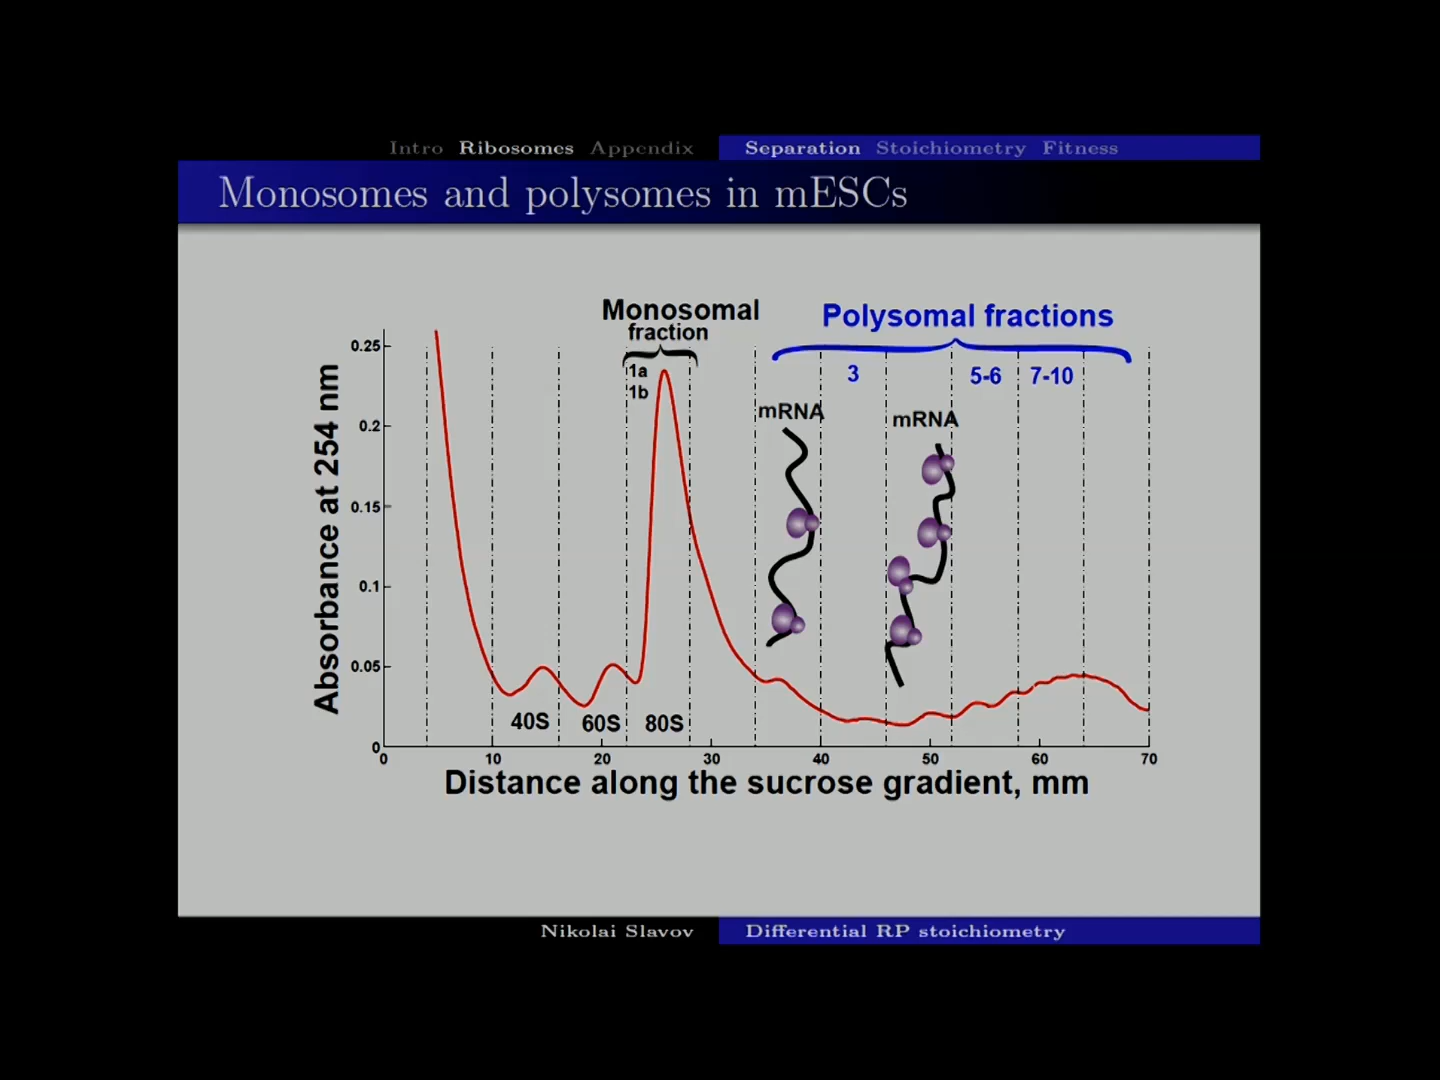 Intro Ribosomes Appendix
Separation Stoichiometry Fitness
Monosomes and polysomes in mESCs
Monosomal
fraction
Polysomal fractions
1a
1b
3
5-6
7-10
mRNA
mRNA
Absorbance at 254 nm
0.25
0.2
0.15
0.1
0.05
0
40S
60S
80S
0 10 20 30 40 50 60 70
Distance along the sucrose gradient, mm
Nikolai Slavov
Differential RP stoichiometry